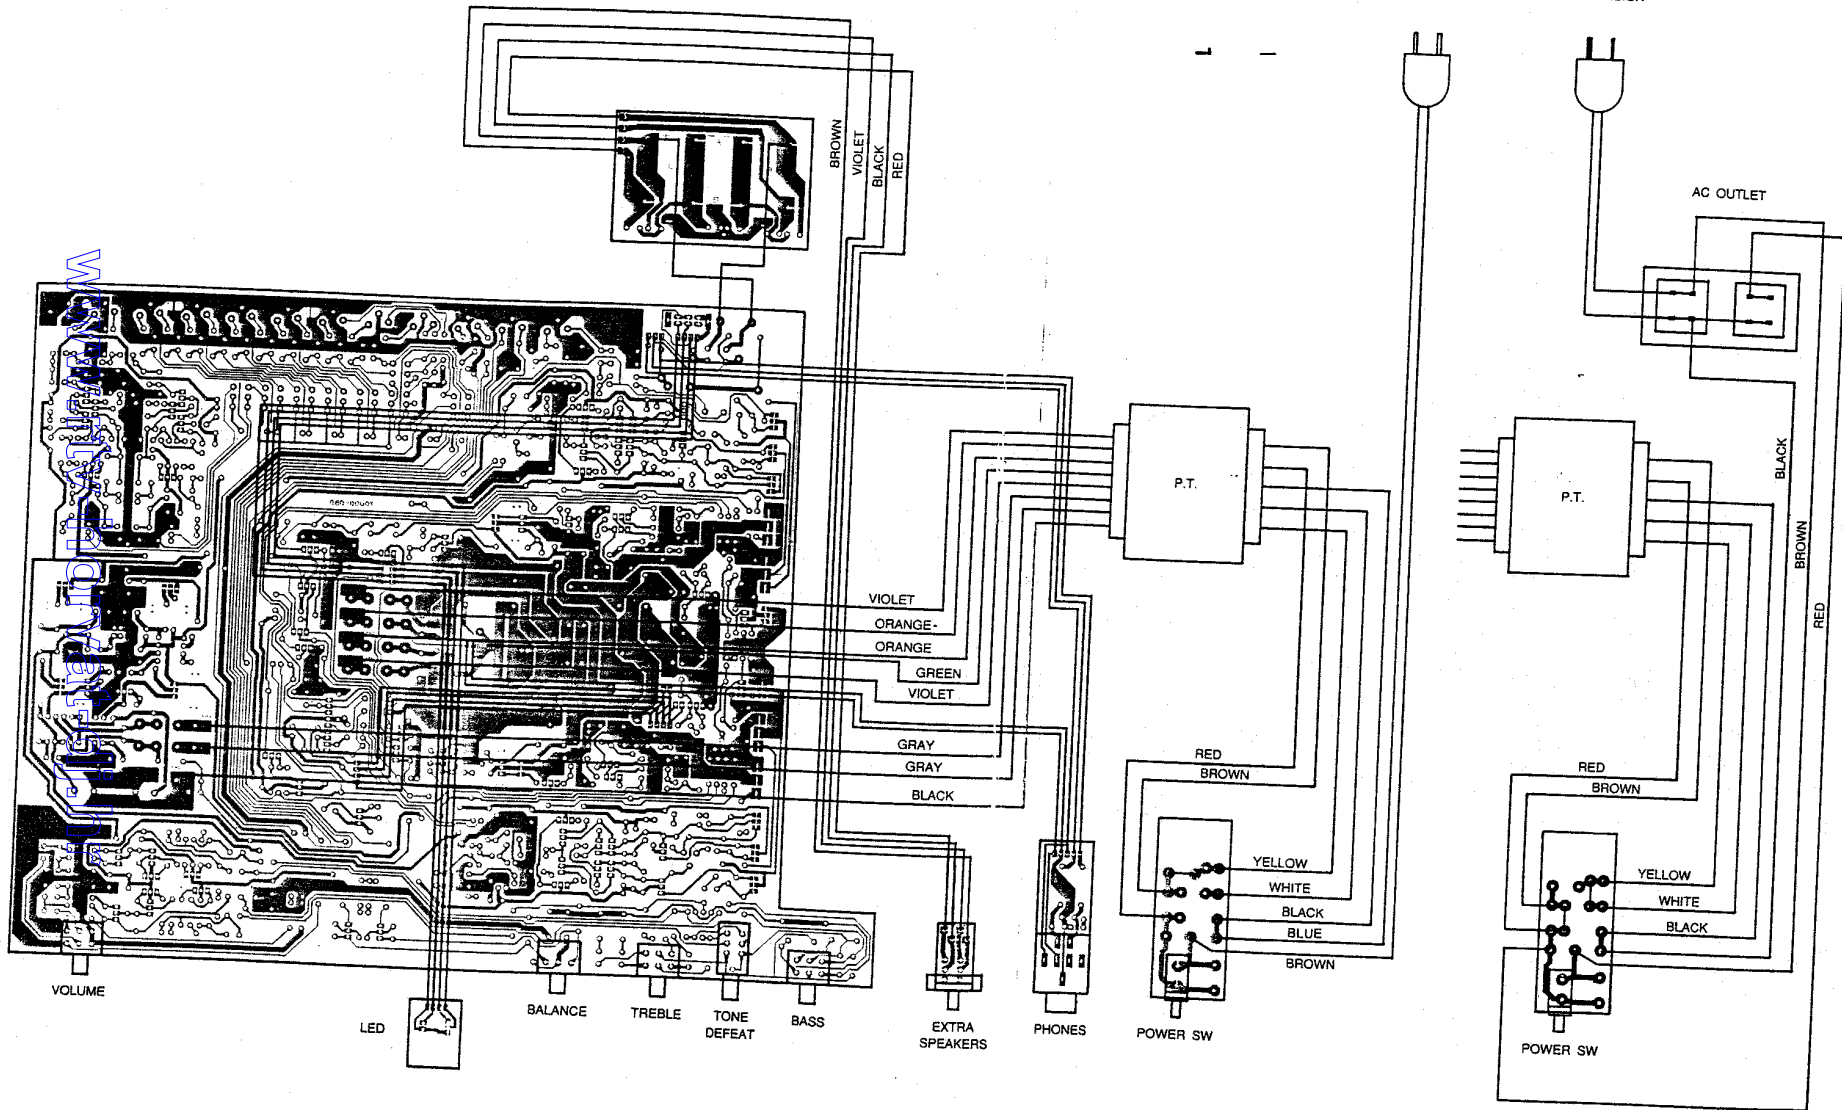 BROWN
VIOLET
BLACK
RED
AC OUTLET
P.T.
P.T.
BLACK
BROWN
RED
VIOLET
ORANGE-
ORANGE
GREEN
VIOLET
GRAY
GRAY
BLACK
RED
BROWN
RED
BROWN
YELLOW
WHITE
BLACK
BLUE
BROWN
YELLOW
WHITE
BLACK
VOLUME
LED
BALANCE
TREBLE
TONE
DEFEAT
BASS
EXTRA
SPEAKERS
PHONES
POWER SW
POWER SW